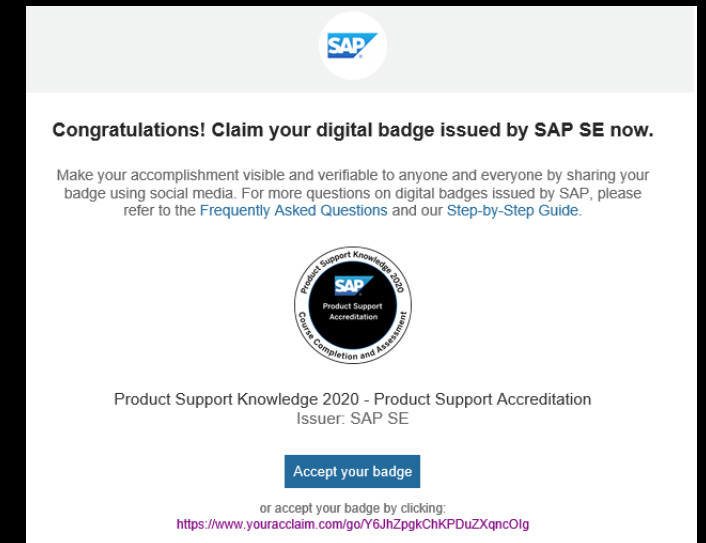 SAP
Congratulations! Claim your digital badge issued by SAP SE now.
Make your accomplishment visible and verifiable to anyone and everyone by sharing your
badge using social media. For more questions on digital badges issued by SAP, please
refer to the Frequently Asked Questions and our Step-by-Step Guide.
Product Support Knowledge 2020
SAP
Product Support
Accreditation
Course Completion and Assessment
Product Support Knowledge 2020 - Product Support Accreditation
Issuer: SAP SE
Accept your badge
or accept your badge by clicking:
https://www.youracclaim.com/go/Y6JhZpgkChKPDuZXqncOIg